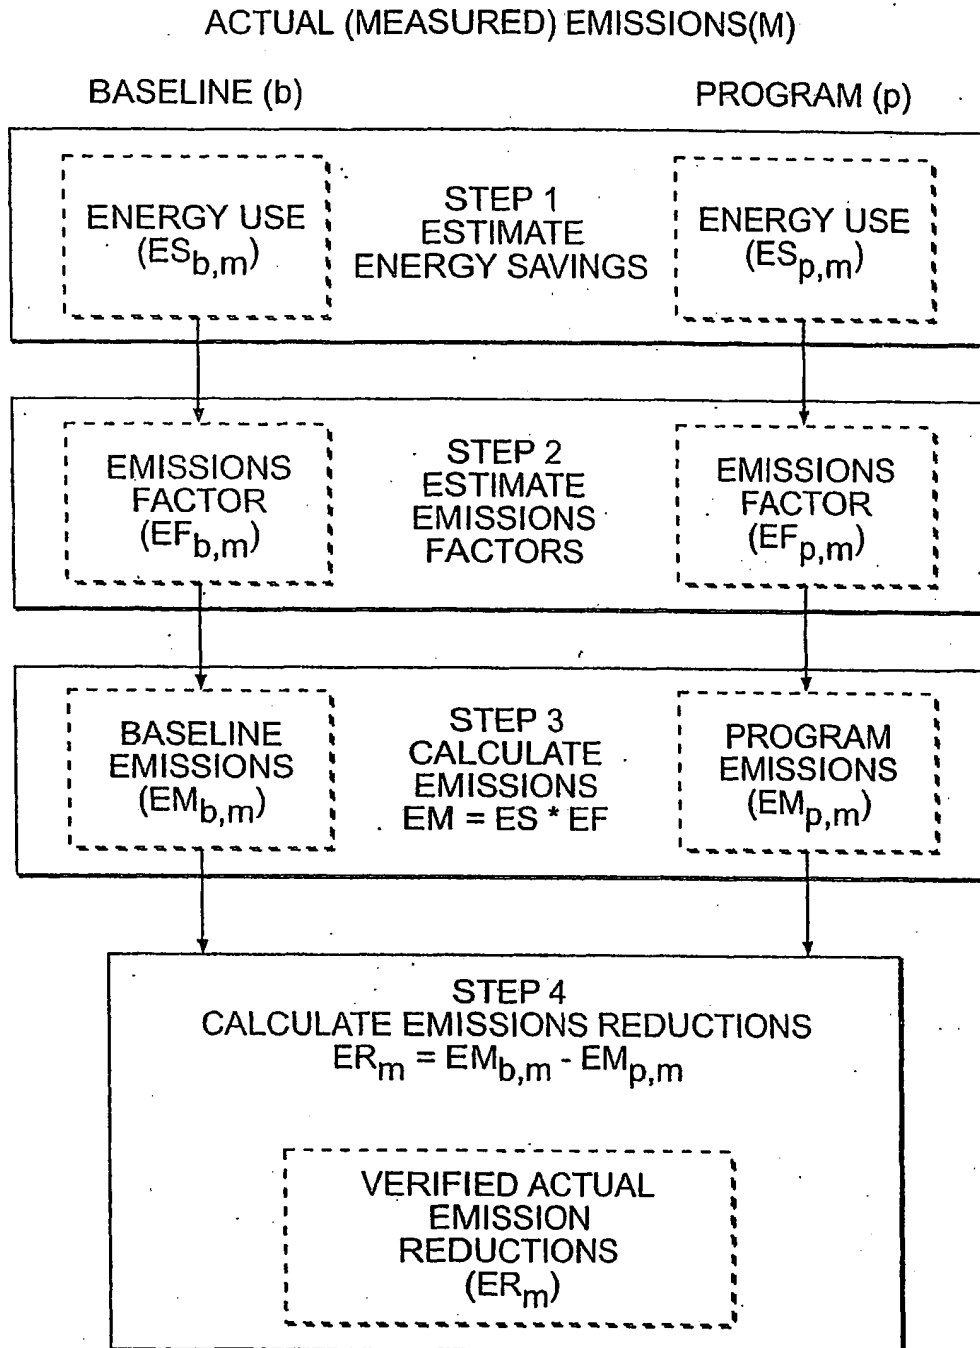 ACTUAL (MEASURED) EMISSIONS(M)
BASELINE (b)
PROGRAM (p)
ENERGY USE
(ESb,m)
STEP 1
ESTIMATE
ENERGY SAVINGS
ENERGY USE
(ESp,m)
EMISSIONS
FACTOR
(EFb,m)
STEP 2
ESTIMATE
EMISSIONS
FACTORS
EMISSIONS
FACTOR
(EFp,m)
BASELINE
EMISSIONS
(EMb,m)
STEP 3
CALCULATE
EMISSIONS
EM = ES * EF
PROGRAM
EMISSIONS
(EMp,m)
STEP 4
CALCULATE EMISSIONS REDUCTIONS
ERm = EMb,m - EMp,m
VERIFIED ACTUAL
EMISSION
REDUCTIONS
(ERm)